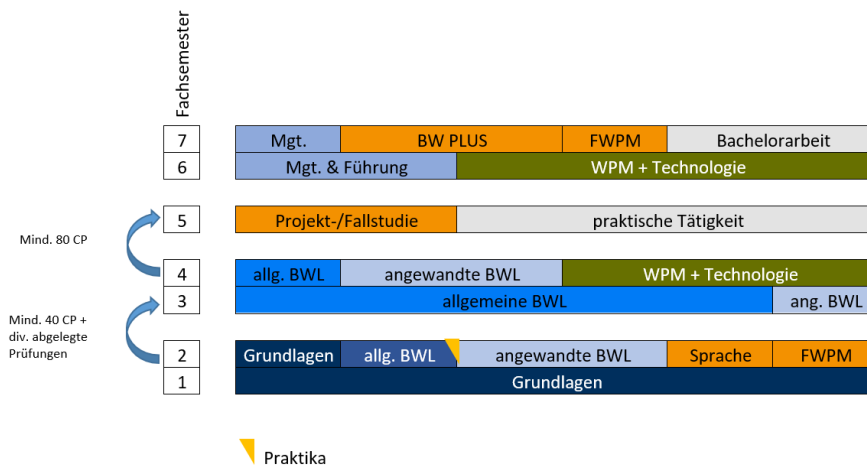 Fachsemester
7 Mgt. BW PLUS FWPM Bachelorarbeit
6 Mgt. & Führung WPM + Technologie
5 Projekt-/Fallstudie praktische Tätigkeit
Mind. 80 CP
4 allg. BWL angewandte BWL WPM + Technologie
3 allgemeine BWL ang. BWL
Mind. 40 CP +
div. abgelegte
Prüfungen
2 Grundlagen allg. BWL angewandte BWL Sprache FWPM
1 Grundlagen
Praktika